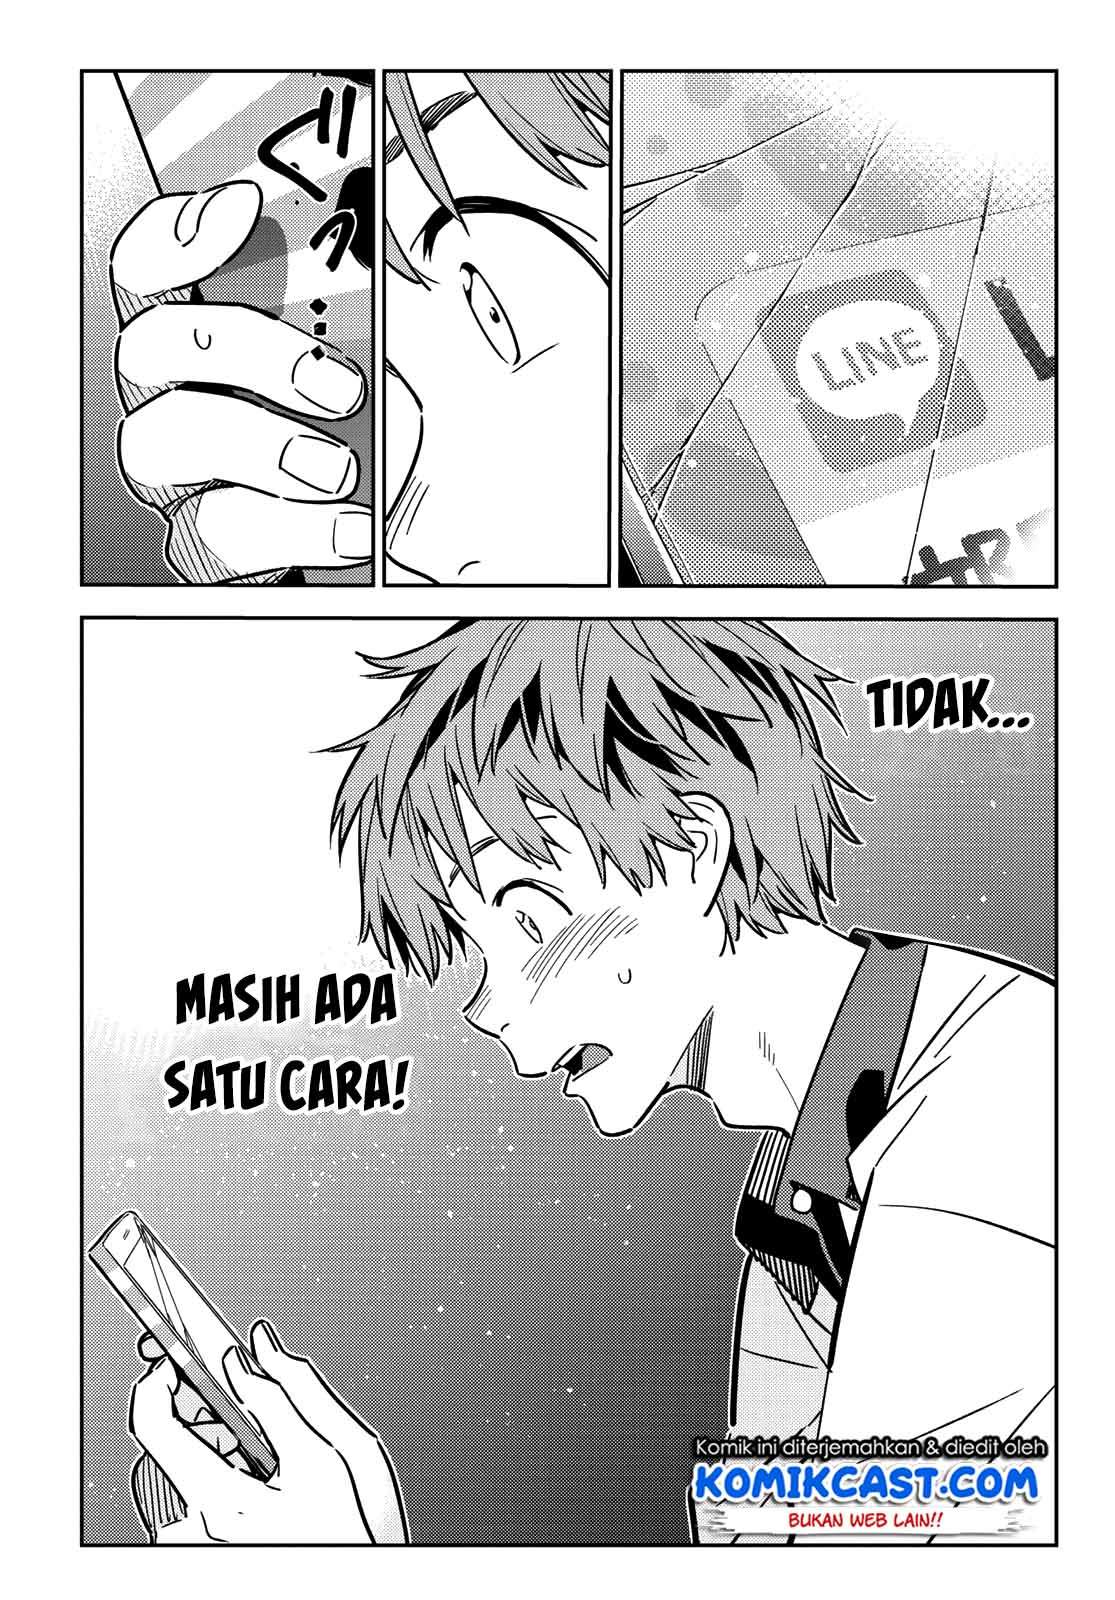 LINE
L
TIDAK...
MASIH ADA
SATU CARA!
Komik ini diterjemahkan & diedit oleh
KOMIKCAST.COM
BUKAN WEB LAIN!!